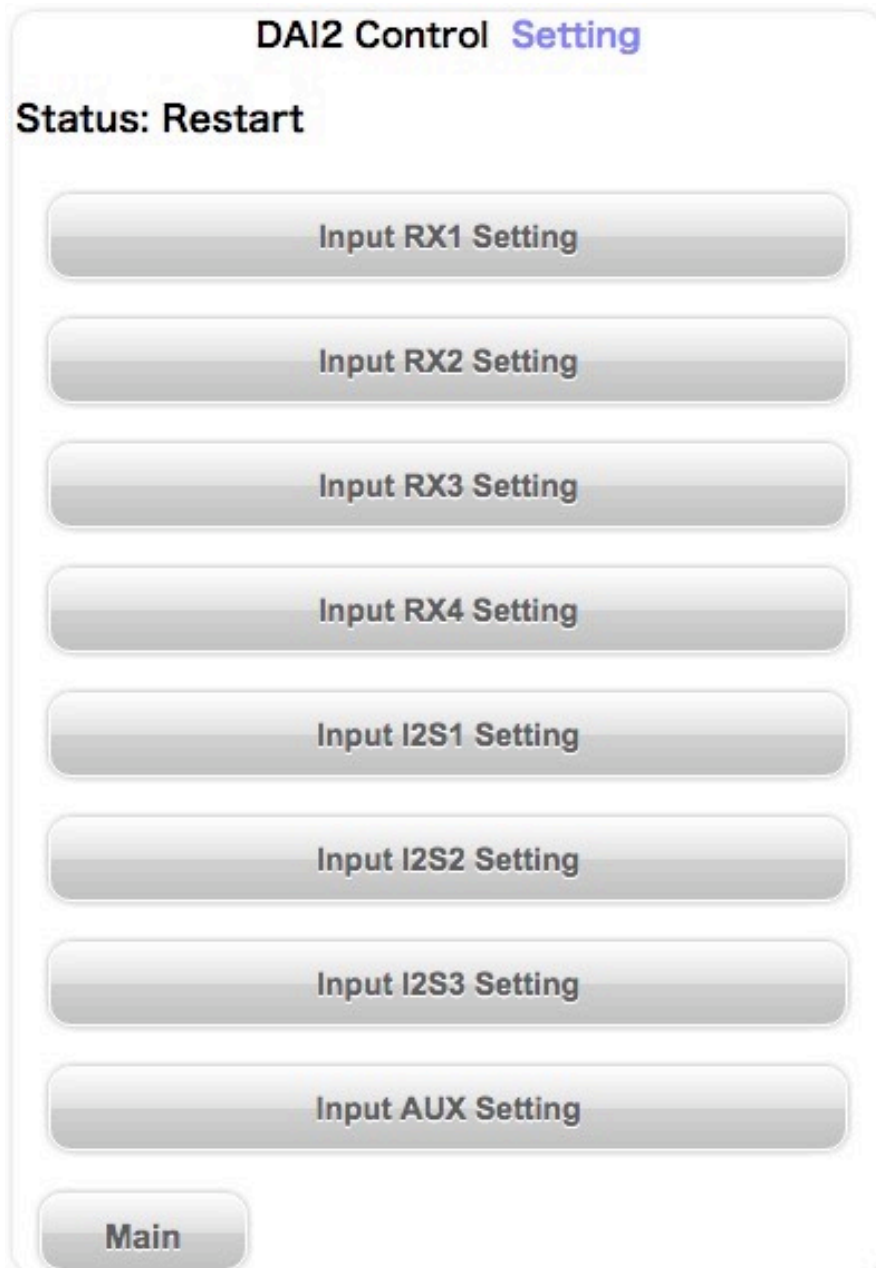 DAI2 Control Setting
Status: Restart
Input RX1 Setting
Input RX2 Setting
Input RX3 Setting
Input RX4 Setting
Input I2S1 Setting
Input I2S2 Setting
Input I2S3 Setting
Input AUX Setting
Main